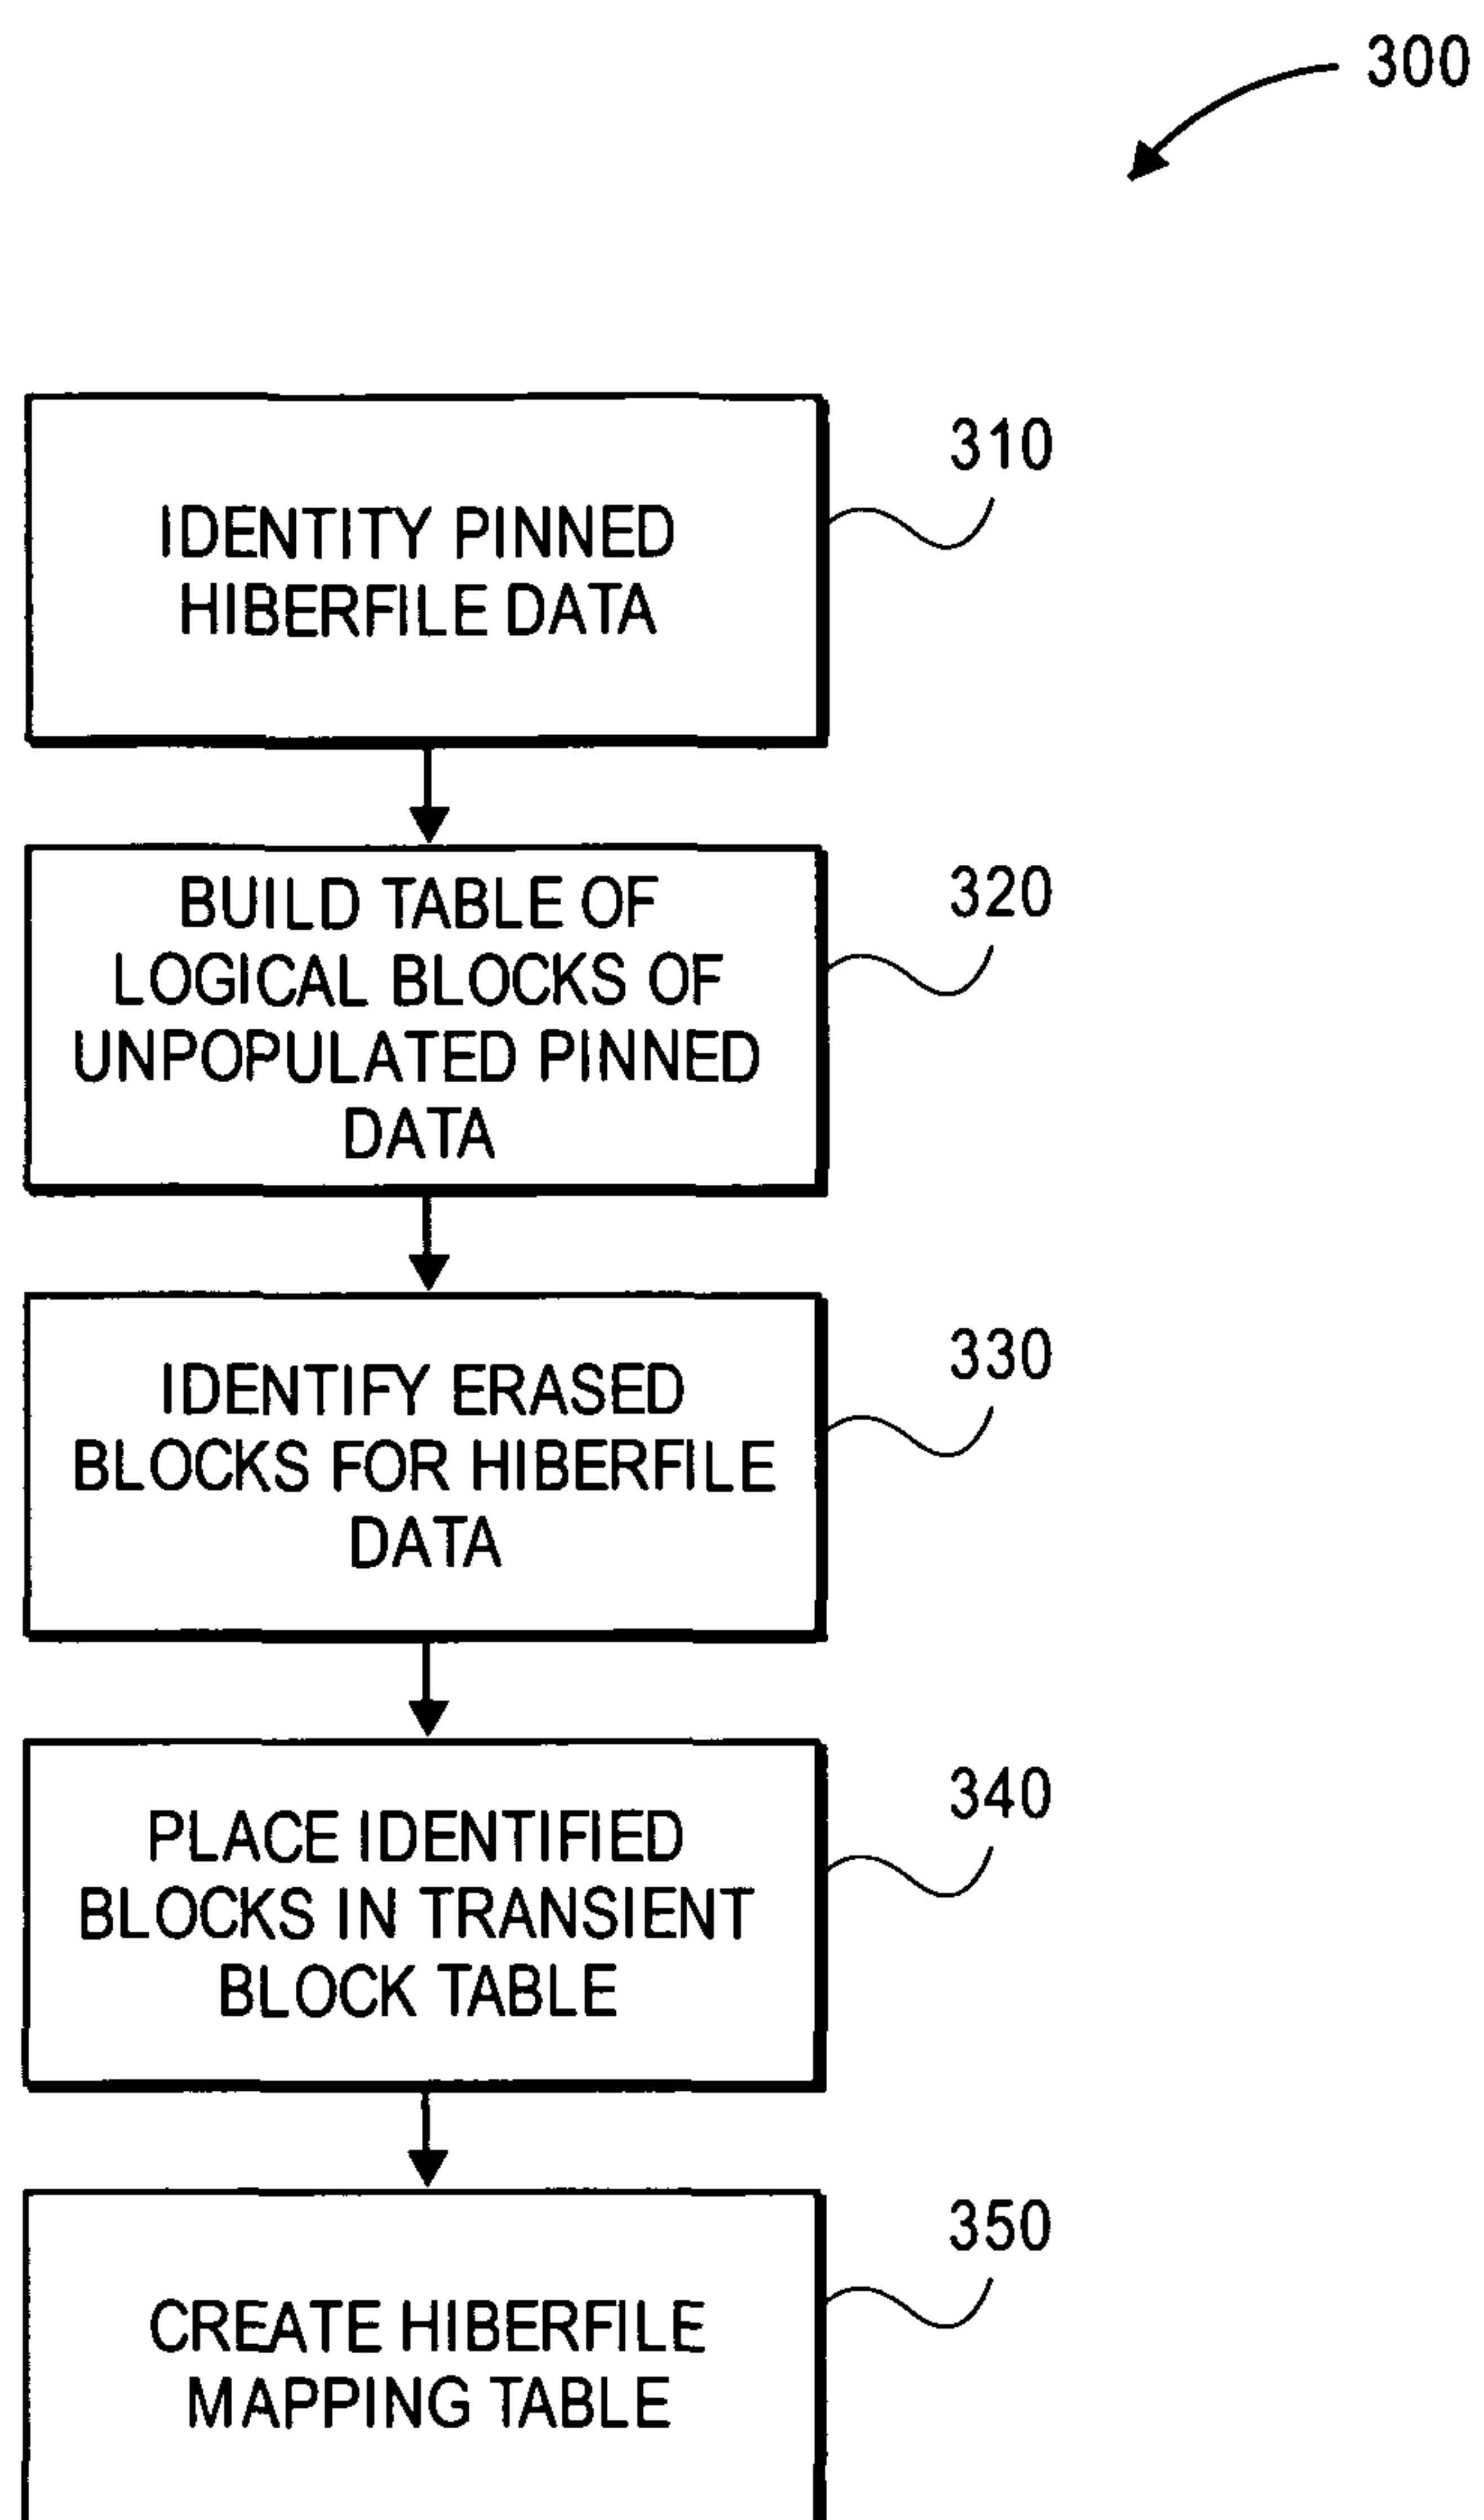 300
310
IDENTITY PINNED
HIBERFILE DATA
320
BUILD TABLE OF
LOGICAL BLOCKS OF
UNPOPULATED PINNED
DATA
330
IDENTIFY ERASED
BLOCKS FOR HIBERFILE
DATA
340
PLACE IDENTIFIED
BLOCKS IN TRANSIENT
BLOCK TABLE
350
CREATE HIBERFILE
MAPPING TABLE